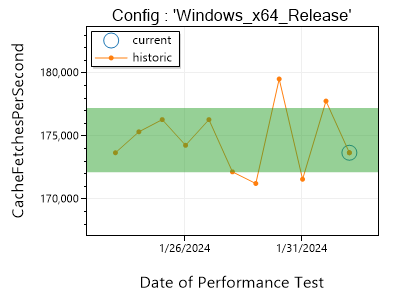 Config : 'Windows_x64_Release'
current
historic
CacheFetchesPerSecond
180,000
175,000
170,000
1/26/2024
1/31/2024
Date of Performance Test